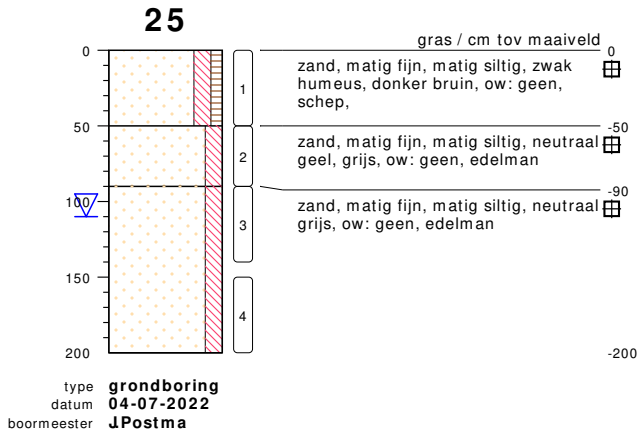 25
gras / cm tov maaiveld
0
0
zand, matig fijn, matig siltig, zwak
humeus, donker bruin, ow: geen,
schep,
1
50
-50
zand, matig fijn, matig siltig, neutraal
geel, grijs, ow: geen, edelman
2
-90
100
zand, matig fijn, matig siltig, neutraal
grijs, ow: geen, edelman
3
150
4
200
-200
type grondboring
datum 04-07-2022
boormeester J.Postma